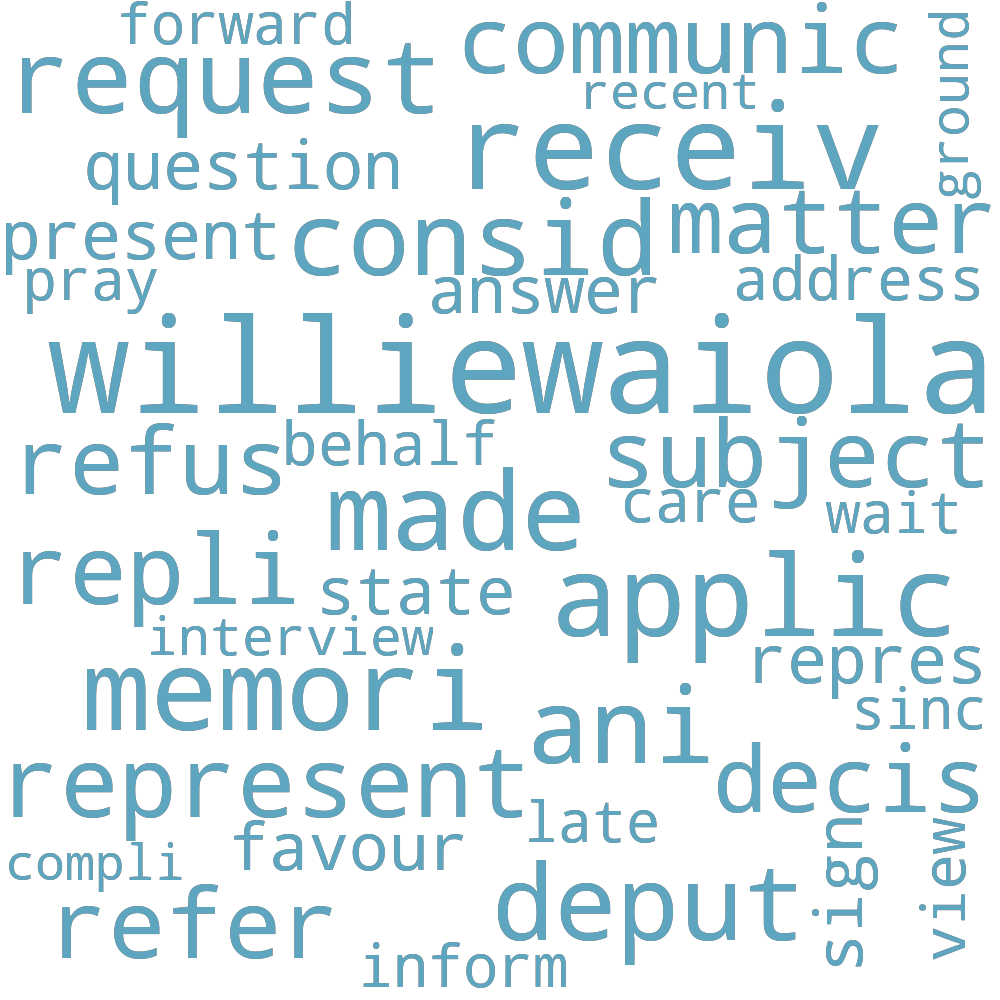 forward
communic
ground
request
recent
receiv
question
matter
present
consid
pray
answer
address
williewaiola
refus
behalf
subject
made
care
wait
repli
state
applic
interview
repres
memori
ani
sinc
represent
decis
late
favour
sign
view
compli
refer
deput
inform